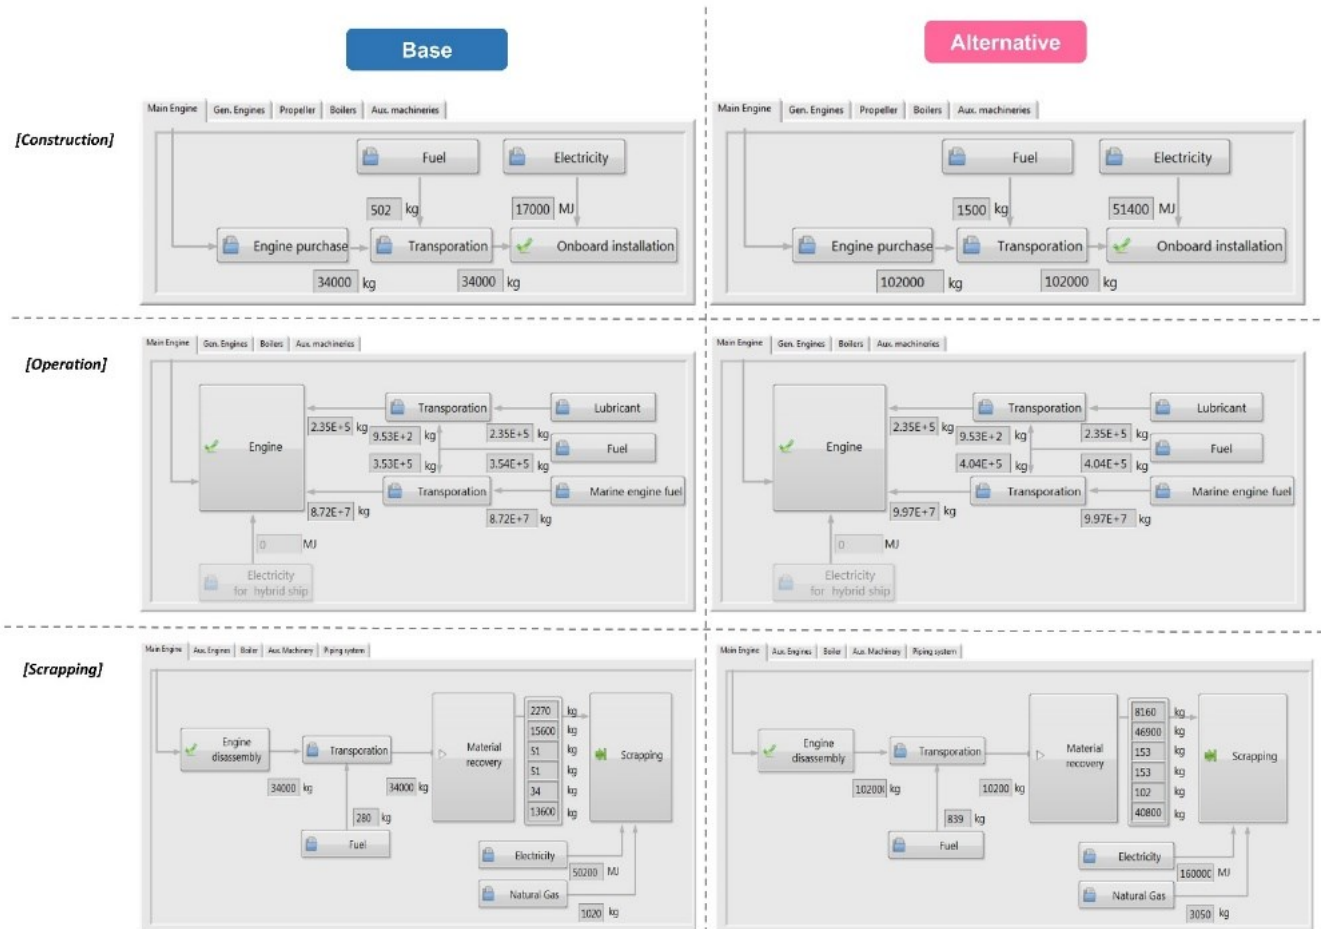 Base
Alternative
[Construction]
Main Engine Gen. Engines Propeller Boilers Aux. machineries
Fuel Electricity
502 kg 17000 MJ
Engine purchase Transporation Onboard installation
34000 kg 34000 kg
Main Engine Gen. Engines Propeller Boilers Aux. machineries
Fuel Electricity
1500 kg 51400 MJ
Engine purchase Transporation Onboard installation
102000 kg 102000 kg
[Operation]
Main Engine Gen. Engines Boilers Aux. machineries
Transporation Lubricant
2.35E+5 kg 9.53E+2 kg 2.35E+5 kg
Engine Fuel
3.53E+5 kg 3.54E+5 kg
Transporation Marine engine fuel
8.72E+7 kg 8.72E+7 kg
0 MJ
Electricity
for hybrid ship
Main Engine Gen. Engines Boilers Aux. machineries
Transporation Lubricant
2.35E+5 kg 9.53E+2 kg 2.35E+5 kg
Engine Fuel
4.04E+5 kg 4.04E+5 kg
Transporation Marine engine fuel
9.97E+7 kg 9.97E+7 kg
0 MJ
Electricity
for hybrid ship
[Scrapping]
Main Engine Aux. Engines Boiler Aux. Machinery Piping system
2270 kg
15600 kg
51 kg
51 kg
34 kg
13600 kg
Engine
disassembly
Transporation
Material
recovery
Scrapping
34000 kg 34000 kg
280 kg
Fuel
Electricity
50200 MJ
Natural Gas
1020 kg
Main Engine Aux. Engines Boiler Aux. Machinery Piping system
8160 kg
46900 kg
153 kg
153 kg
102 kg
40800 kg
Engine
disassembly
Transporation
Material
recovery
Scrapping
10200 kg 10200 kg
839 kg
Fuel
Electricity
MJ
Natural Gas
3050 kg